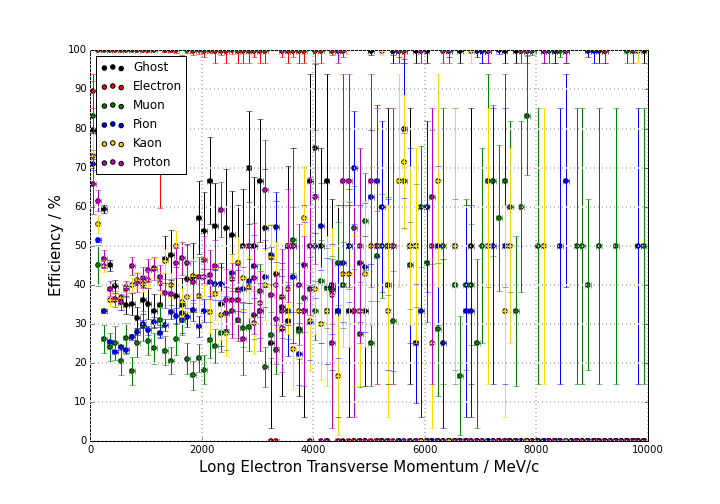 100
90
80
70
60
50
40
30
20
10
0
Efficiency / %
Ghost
Electron
Muon
Pion
Kaon
Proton
0 2000 4000 6000 8000 10000
Long Electron Transverse Momentum / MeV/c